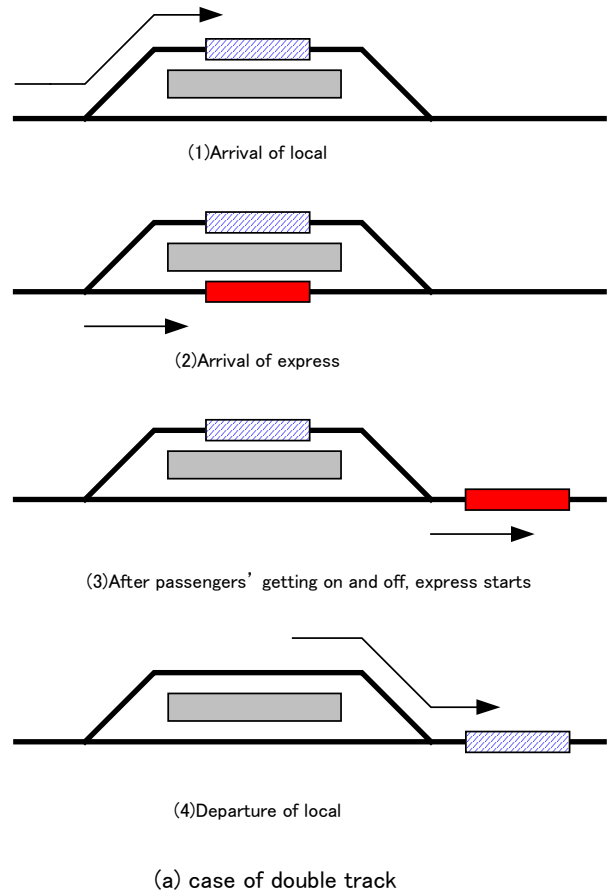 (1)Arrival of local
(2)Arrival of express
(3)After passengers’ getting on and off, express starts
(4)Departure of local
(a) case of double track